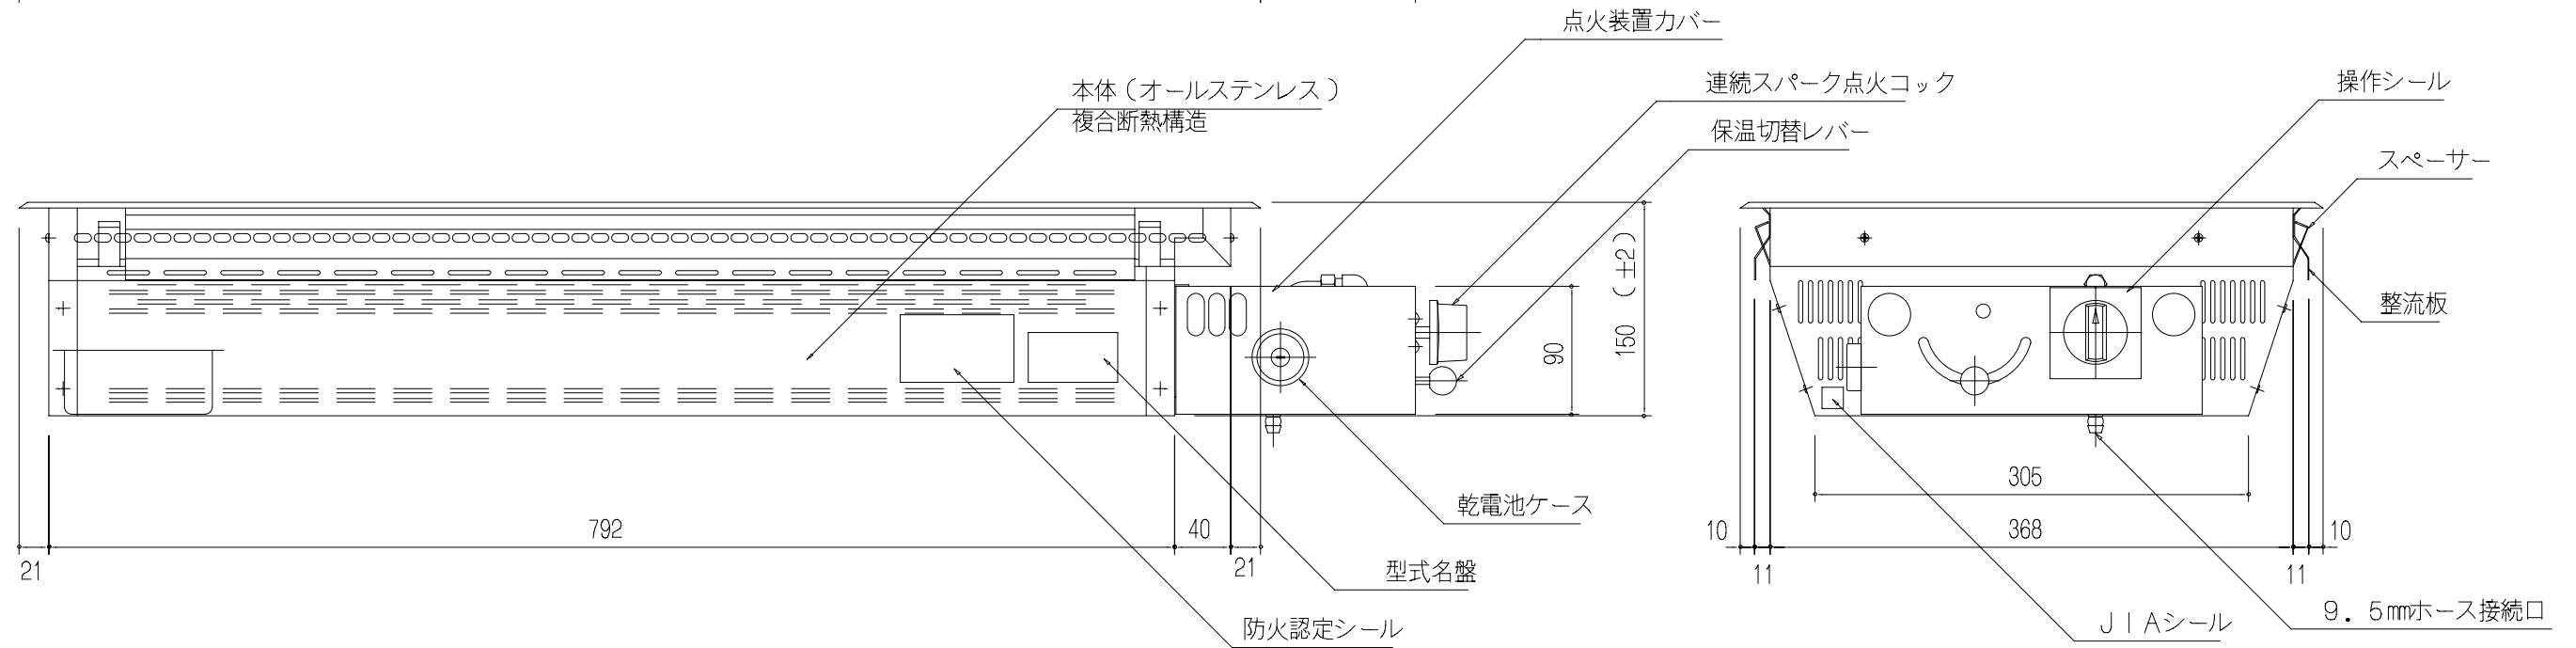 点火装置カバー
本体（オールステンレス）
複合断熱構造
連続スパーク点火コック
保温切替レバー
操作シール
スペーサー
整流板
150 (±2)
90
305
792
40
21
21
乾電池ケース
型式名盤
防火認定シール
10
368
10
11
11
JIAシール
9.5㎜ホース接続口